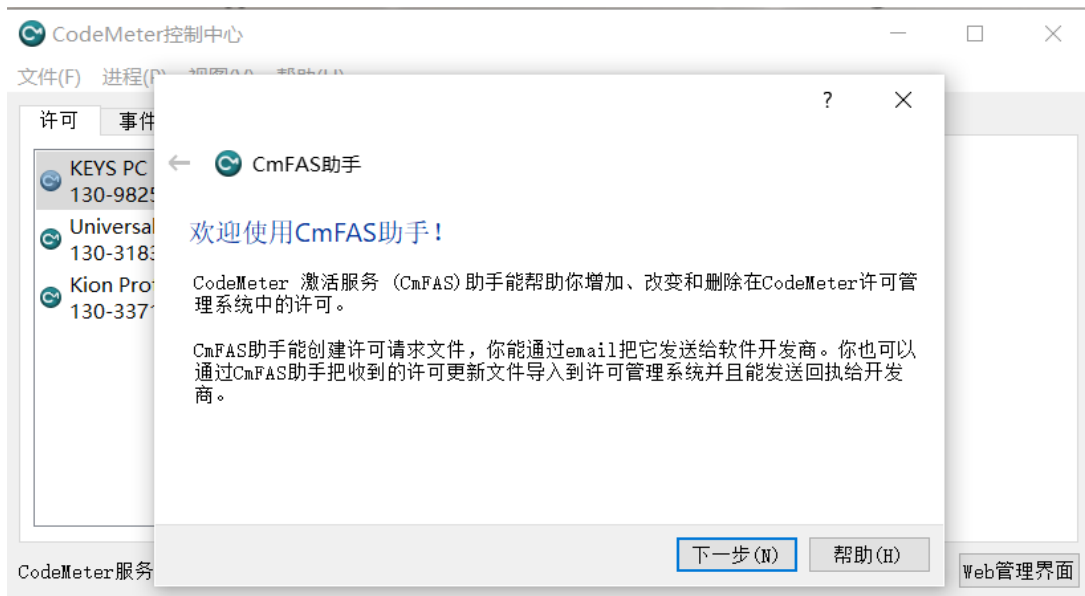 CodeMeter控制中心
文件(F) 进程(P) 视图(V) 帮助(H)
许可 事件
KEYS PC
130-9825
Universal
130-3183
Kion Pro
130-337
? 
CmFAS助手
欢迎使用CmFAS助手!
CodeMeter 激活服务 (CmFAS)助手能帮助你增加、改变和删除在CodeMeter许可管
理系统中的许可。
CmFAS助手能创建许可请求文件，你能通过email把它发送给软件开发商。你也可以
通过CmFAS助手把收到的许可更新文件导入到许可管理系统并且能发送回执给开发
商。
下一步(N) 帮助(H)
CodeMeter服务
Web管理界面